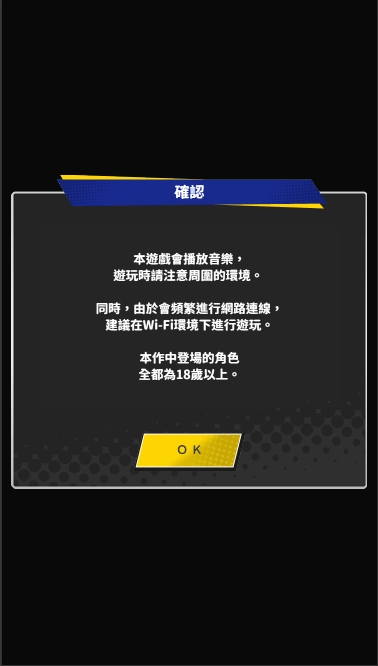 確認
本遊戲會播放音樂，
遊玩時請注意周圍的環境。
同時，由於會頻繁進行網路連線，
建議在Wi-Fi環境下進行遊玩。
本作中登場的角色
全都為18歲以上。
OK